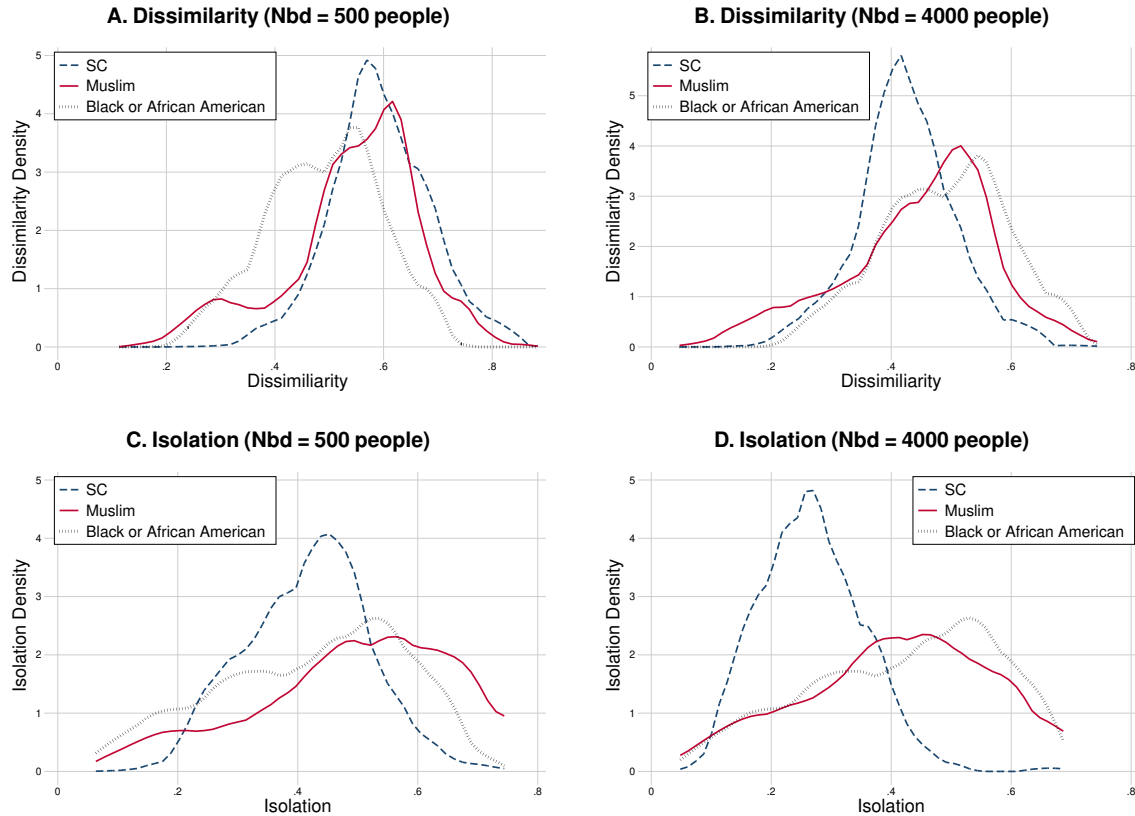 A. Dissimilarity (Nbd = 500 people)
SC
Muslim
Black or African American
Dissimilarity Density
5
4
3
2
1
0
0
.2
.4
.6
.8
Dissimiliarity
B. Dissimilarity (Nbd = 4000 people)
SC
Muslim
Black or African American
Dissimilarity Density
5
4
3
2
1
0
0
.2
.4
.6
.8
Dissimiliarity
C. Isolation (Nbd = 500 people)
SC
Muslim
Black or African American
Isolation Density
5
4
3
2
1
0
0
.2
.4
.6
.8
Isolation
D. Isolation (Nbd = 4000 people)
SC
Muslim
Black or African American
Isolation Density
5
4
3
2
1
0
0
.2
.4
.6
.8
Isolation